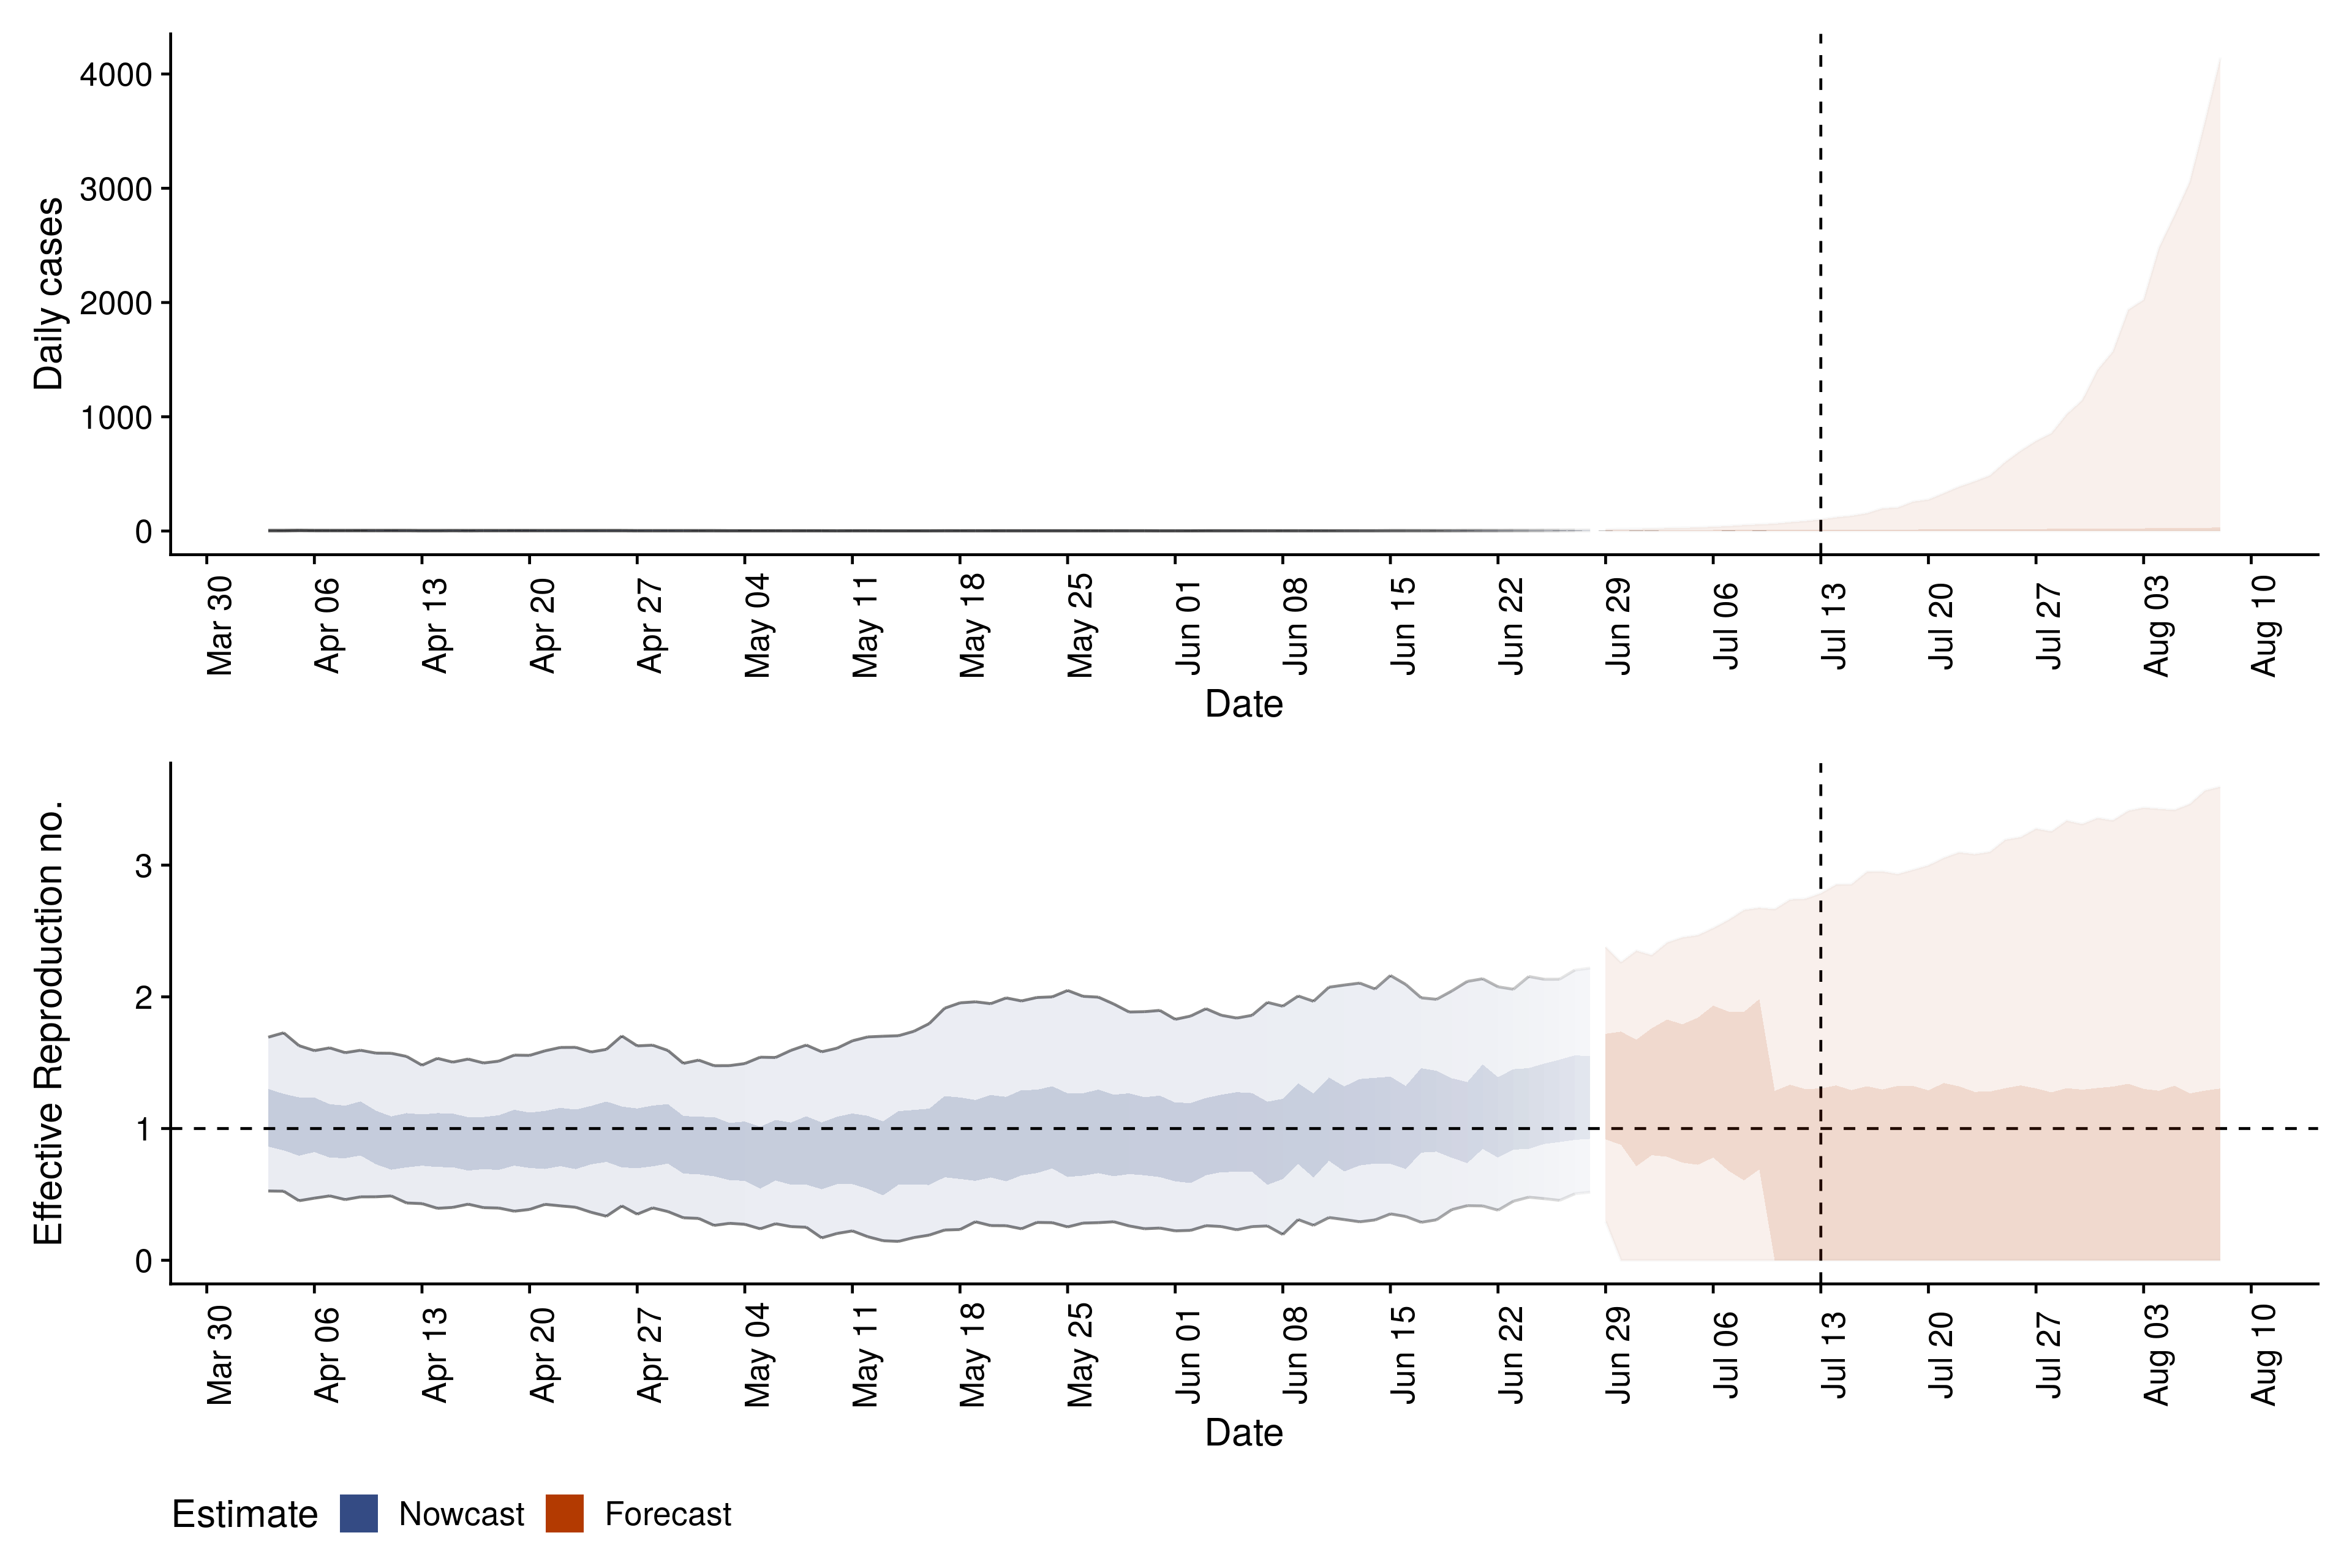 Daily cases
4000
3000
2000
1000
0
Mar 30
Apr 06
Apr 13
Apr 20
Apr 27
May 04
May 11
May 18
May 25
Jun 01
Jun 08
Jun 15
Jun 22
Jun 29
Jul 06
Jul 13
Jul 20
Jul 27
Aug 03
Aug 10
Date
Effective Reproduction no.
3
2
1
0
Mar 30
Apr 06
Apr 13
Apr 20
Apr 27
May 04
May 11
May 18
May 25
Jun 01
Jun 08
Jun 15
Jun 22
Jun 29
Jul 06
Jul 13
Jul 20
Jul 27
Aug 03
Aug 10
Date
Estimate Nowcast Forecast